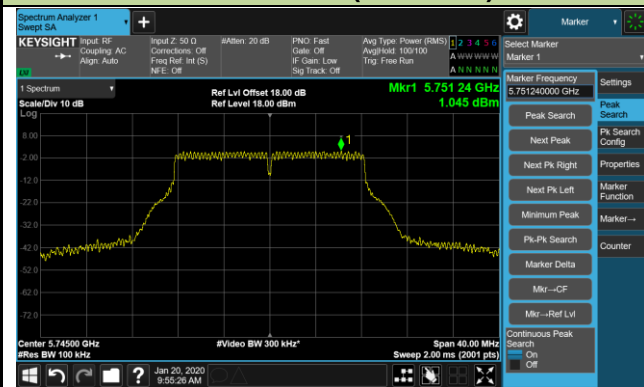 Spectrum Analyzer 1
Swept SA
+
Marker
KEYSIGHT
Input: RF
Coupling: AC
Align: Auto
Input Z: 50 Ω
Corrections: Off
Freq Ref: Int (S)
NFE: Off
#Atten: 20 dB
PNO: Fast
Gate: Off
IF Gain: Low
Sig Track: Off
Avg Type: Power (RMS)
Avg|Hold: 100/100
Trig: Free Run
1 2 3 4 5 6
A W W W W W
A N N N N N
Select Marker
Marker 1
1 Spectrum
Scale/Div 10 dB
Log
Ref Lvl Offset 18.00 dB
Ref Level 18.00 dBm
Mkr1 5.751 24 GHz
1.045 dBm
Marker Frequency
5.751240000 GHz
Settings
Peak Search
Peak
Search
Next Peak
Pk Search
Config
Next Pk Right
Properties
Next Pk Left
Marker
Function
Minimum Peak
Marker→
Pk-Pk Search
Counter
Marker Delta
Mkr→CF
Mkr→Ref Lvl
Continuous Peak
Search
On
Off
8.00
-2.00
-12.0
-22.0
-32.0
-42.0
-52.0
-62.0
-72.0
1
Center 5.74500 GHz
#Res BW 100 kHz
#Video BW 300 kHz*
Span 40.00 MHz
Sweep 2.00 ms (2001 pts)
?
Jan 20, 2020
9:55:26 AM